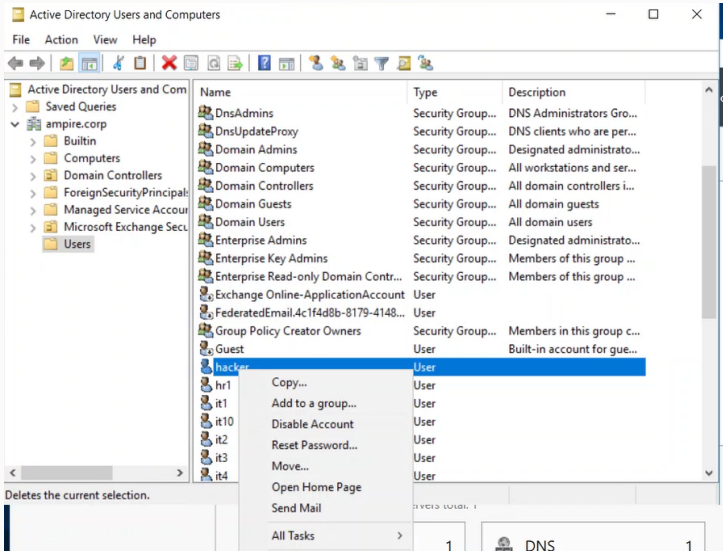 Active Directory Users and Computers
File Action View Help
Active Directory Users and Com
Saved Queries
ampire.corp
Builtin
Computers
Domain Controllers
ForeignSecurityPrincipals
Managed Service Accour
Microsoft Exchange Secu
Users
Name Type Description
DnsAdmins Security Group... DNS Administrators Gro...
DnsUpdateProxy Security Group... DNS clients who are per...
Domain Admins Security Group... Designated administrato...
Domain Computers Security Group... All workstations and ser...
Domain Controllers Security Group... All domain controllers i...
Domain Guests Security Group... All domain guests
Domain Users Security Group... All domain users
Enterprise Admins Security Group... Designated administrato...
Enterprise Key Admins Security Group... Members of this group ...
Enterprise Read-only Domain Contr... Security Group... Members of this group ...
Exchange Online-ApplicationAccount User
FederatedEmail.4c1f4d8b-8179-4148... User
Group Policy Creator Owners Security Group... Members in this group c...
Guest User Built-in account for gue...
hacker User
hr1 User
it1 User
it10 User
it2 User
it3 User
it4 User
Copy...
Add to a group...
Disable Account
Reset Password...
Move...
Open Home Page
Send Mail
All Tasks
Deletes the current selection.
1
DNS 1